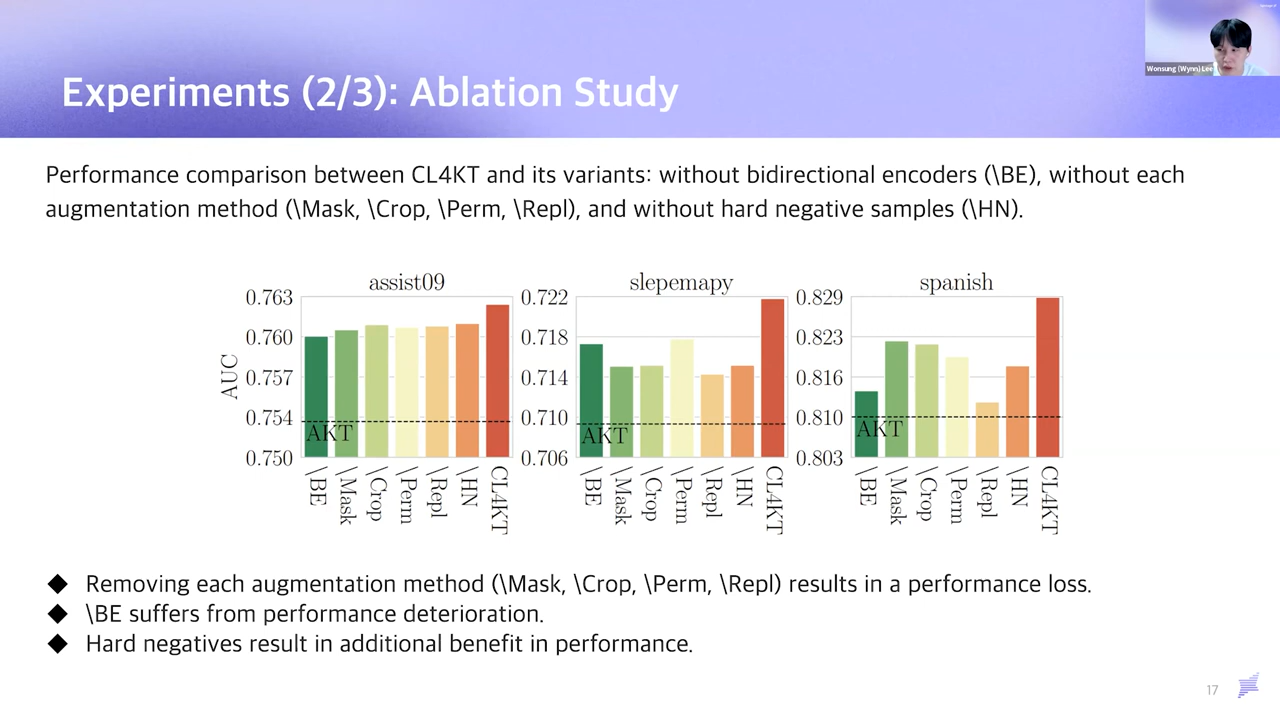 Wonsung (Wynn) Lee
Experiments (2/3): Ablation Study
Performance comparison between CL4KT and its variants: without bidirectional encoders (\BE), without each
augmentation method (\Mask, \Crop, \Perm, \Repl), and without hard negative samples (\HN).
assist09
0.763
0.760
0.757
0.754
0.750
AUC
AKT
\BE
\Mask
\Crop
\Perm
\Repl
\HN
CL4KT
slepemapy
0.722
0.718
0.714
0.710
0.706
AKT
\BE
\Mask
\Crop
\Perm
\Repl
\HN
CL4KT
spanish
0.829
0.823
0.816
0.810
0.803
AKT
\BE
\Mask
\Crop
\Perm
\Repl
\HN
CL4KT
◆ Removing each augmentation method (\Mask, \Crop, \Perm, \Repl) results in a performance loss.
◆ \BE suffers from performance deterioration.
◆ Hard negatives result in additional benefit in performance.
17